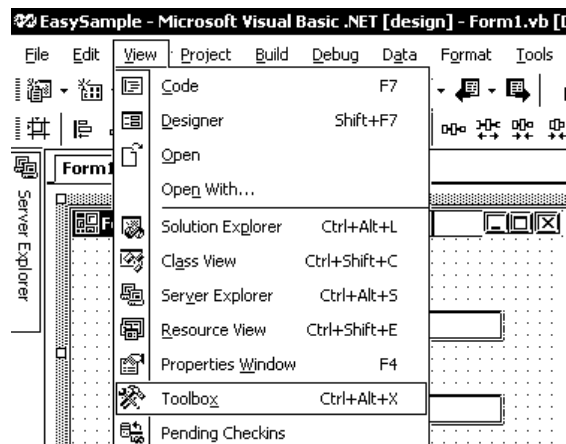 EasySample - Microsoft Visual Basic .NET [design] - Form1.vb [D
File Edit View Project Build Debug Data Format Tools
Code F7
Designer Shift+F7
Open
Form1
Open With...
Server Explorer
Solution Explorer Ctrl+Alt+L
Class View Ctrl+Shift+C
Server Explorer Ctrl+Alt+S
Resource View Ctrl+Shift+E
Properties Window F4
Toolbox Ctrl+Alt+X
Pending Checkins